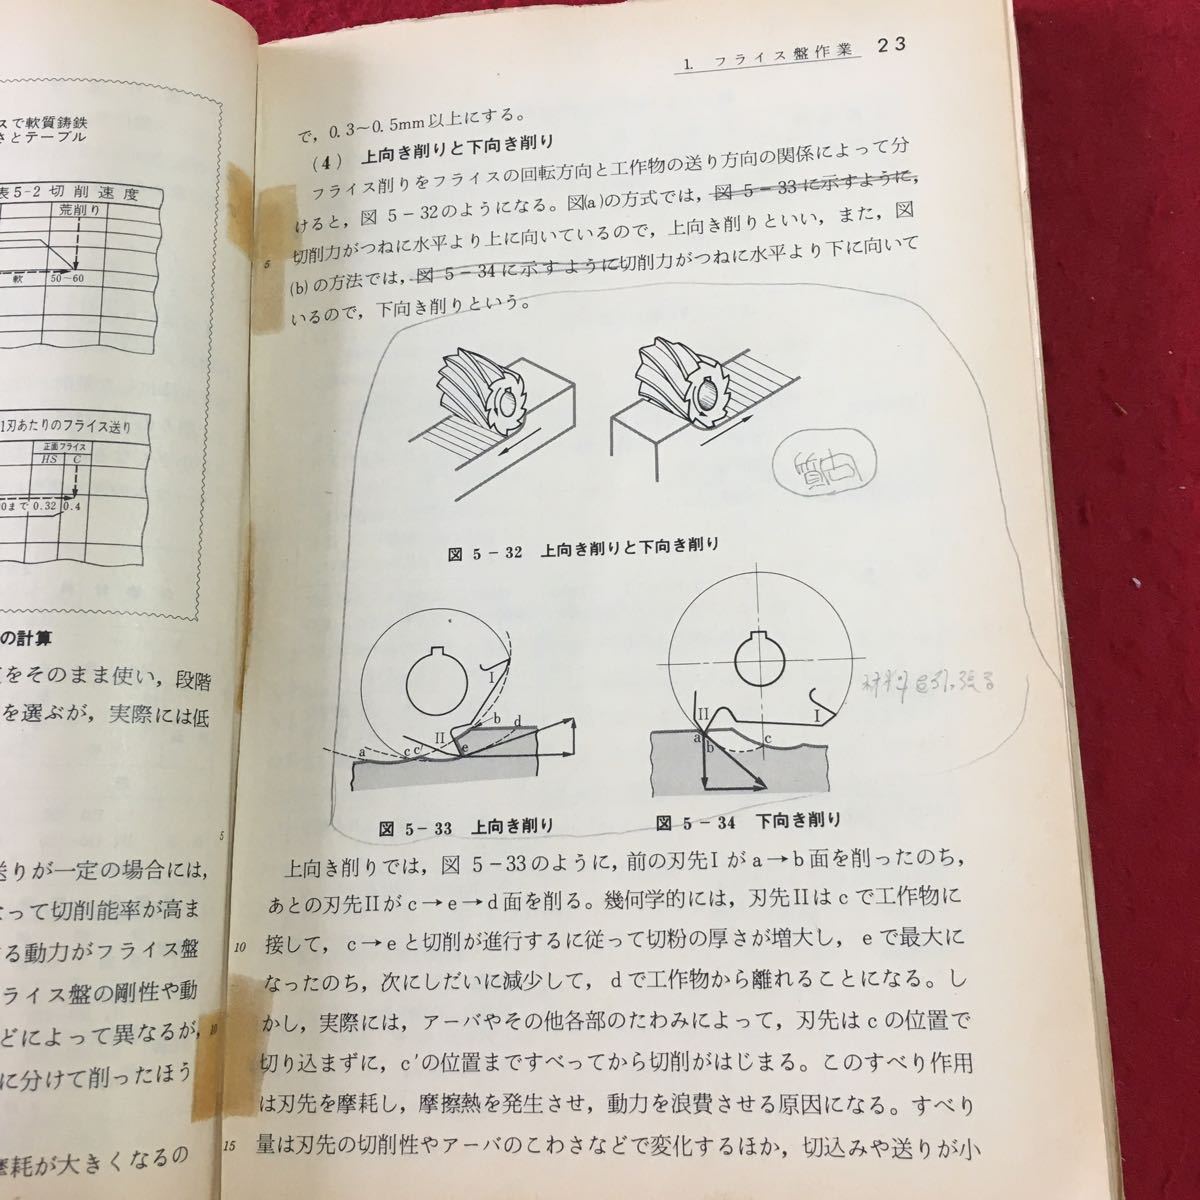 スで軟質鋳鉄
さとテーブル
表5-2 切削速度
荒削り
軟 50～60
1刃あたりのフライス送り
正面フライス
HS C
0まで 0.32 0.4
の計算
をそのまま使い，段階
を選ぶが，実際には低
5
送りが一定の場合には，
なって切削能率が高ま
る動力がフライス盤
フライス盤の剛性や動
どによって異なるが，
10
に分けて削ったほう
摩耗が大きくなるの
1. フライス盤作業 23
で，0.3～0.5mm以上にする。
(4) 上向き削りと下向き削り
フライス削りをフライスの回転方向と工作物の送り方向の関係によって分
けると，図 5-32のようになる。図(a)の方式では，図 5-33に示すように，
5 切削力がつねに水平より上に向いているので，上向き削りといい，また，図
(b)の方法では，図 5-34に示すように切削力がつねに水平より下に向いて
いるので，下向き削りという。
質向
図 5-32 上向き削りと下向き削り
I
II b d
a c c' e
材料を引っ張る
II I
a b c
図 5-33 上向き削り
図 5-34 下向き削り
上向き削りでは，図 5-33のように，前の刃先Iがa→b面を削ったのち，
あとの刃先IIがc→e→d面を削る。幾何学的には，刃先IIはcで工作物に
10 接して，c→eと切削が進行するに従って切粉の厚さが増大し，eで最大に
なったのち，次にしだいに減少して，dで工作物から離れることになる。し
かし，実際には，アーバやその他各部のたわみによって，刃先はcの位置で
切り込まずに，c'の位置まですべってから切削がはじまる。このすべり作用
は刃先を摩耗し，摩擦熱を発生させ，動力を浪費させる原因になる。すべり
15 量は刃先の切削性やアーバのこわさなどで変化するほか，切込みや送りが小